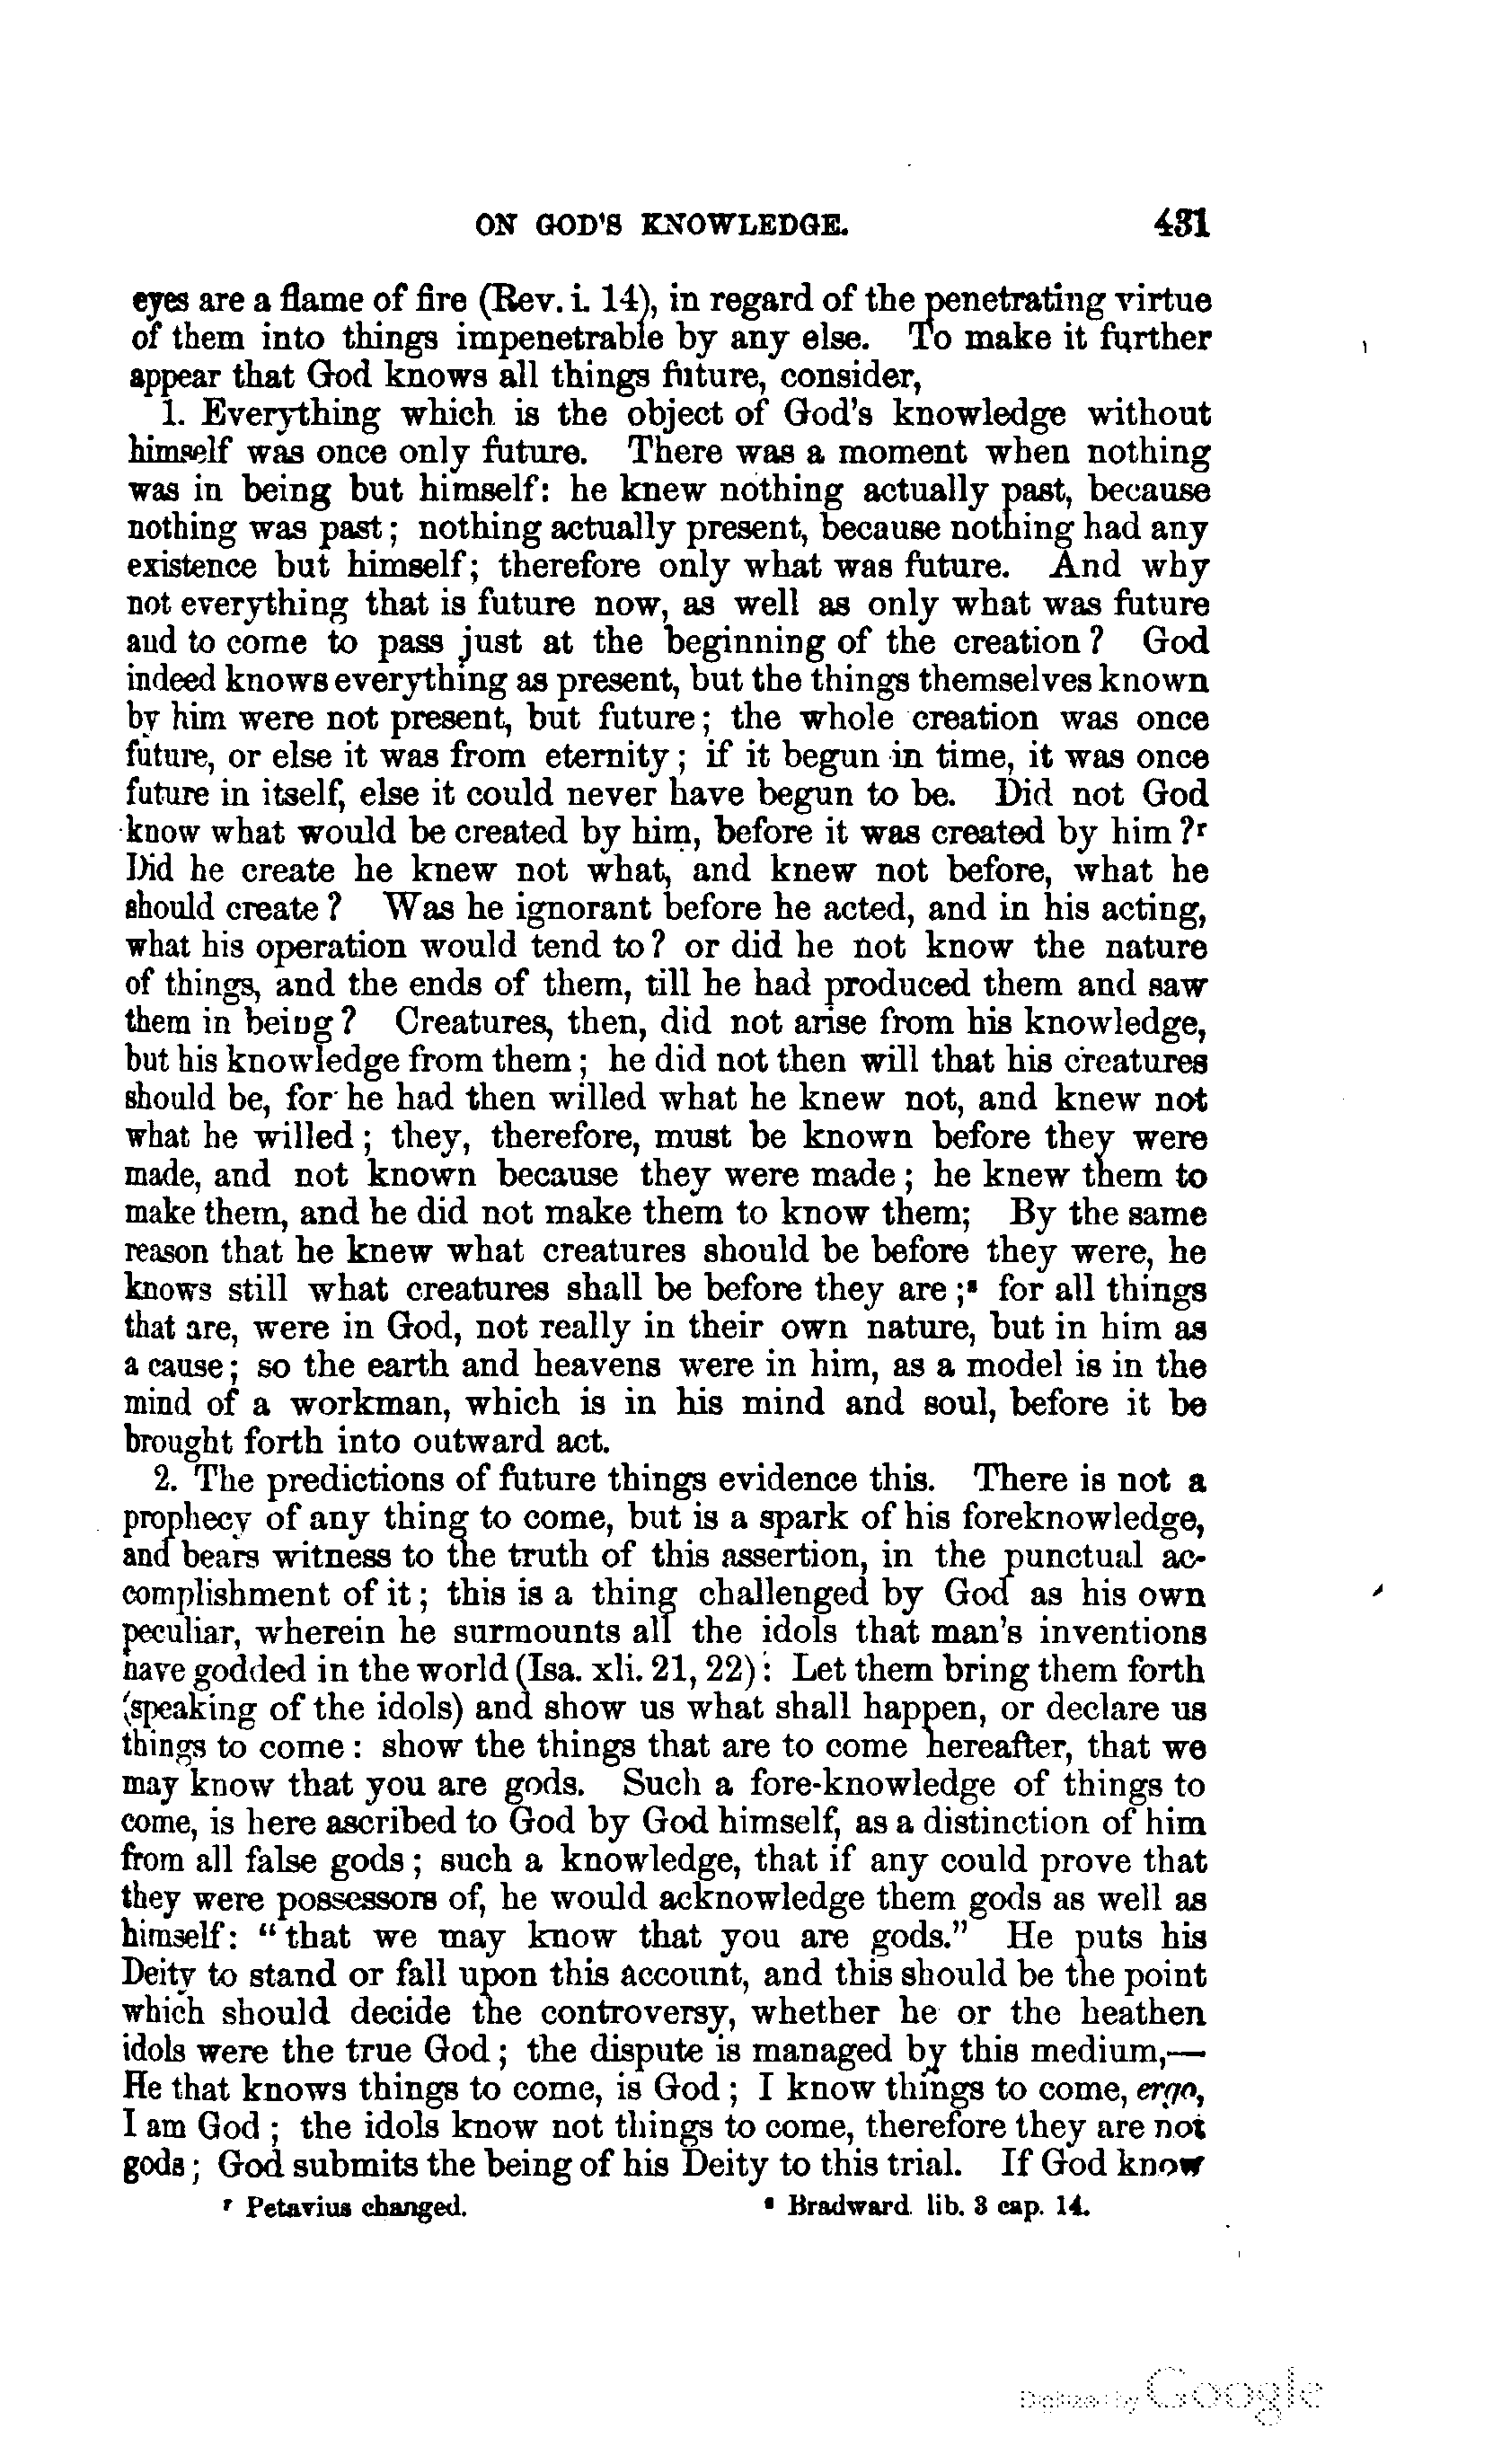 ON GOD'S KNOWLEDGE. 431
eyes are a flame of fire (Rev. i. 14), in regard of the penetrating virtue
of them into things impenetrable by any else. To make it further
appear that God knows all things future, consider,
1. Everything which is the object of God's knowledge without
himself was once only future. There was a moment when nothing
was in being but himself: he knew nothing actually past, because
nothing was past; nothing actually present, because nothing had any
existence but himself; therefore only what was future. And why
not everything that is future now, as well as only what was future
and to come to pass just at the beginning of the creation? God
indeed knows everything as present, but the things themselves known
by him were not present, but future; the whole creation was once
future, or else it was from eternity; if it begun in time, it was once
future in itself, else it could never have begun to be. Did not God
know what would be created by him, before it was created by him?r
Did he create he knew not what, and knew not before, what he
should create? Was he ignorant before he acted, and in his acting,
what his operation would tend to? or did he not know the nature
of things, and the ends of them, till he had produced them and saw
them in being? Creatures, then, did not arise from his knowledge,
but his knowledge from them; he did not then will that his creatures
should be, for he had then willed what he knew not, and knew not
what he willed; they, therefore, must be known before they were
made, and not known because they were made; he knew them to
make them, and he did not make them to know them; By the same
reason that he knew what creatures should be before they were, he
knows still what creatures shall be before they are;s for all things
that are, were in God, not really in their own nature, but in him as
a cause; so the earth and heavens were in him, as a model is in the
mind of a workman, which is in his mind and soul, before it be
brought forth into outward act.
2. The predictions of future things evidence this. There is not a
prophecy of any thing to come, but is a spark of his foreknowledge,
and bears witness to the truth of this assertion, in the punctual ac-
complishment of it; this is a thing challenged by God as his own
peculiar, wherein he surmounts all the idols that man's inventions
have godded in the world (Isa. xli. 21, 22): Let them bring them forth
(speaking of the idols) and show us what shall happen, or declare us
things to come: show the things that are to come hereafter, that we
may know that you are gods. Such a fore-knowledge of things to
come, is here ascribed to God by God himself, as a distinction of him
from all false gods; such a knowledge, that if any could prove that
they were possessors of, he would acknowledge them gods as well as
himself: "that we may know that you are gods." He puts his
Deity to stand or fall upon this account, and this should be the point
which should decide the controversy, whether he or the heathen
idols were the true God; the dispute is managed by this medium,—
He that knows things to come, is God; I know things to come, ergo,
I am God; the idols know not things to come, therefore they are not
gods; God submits the being of his Deity to this trial. If God know
r Petavius changed. s Bradward. lib. 3 cap. 14.
Digitized by Google